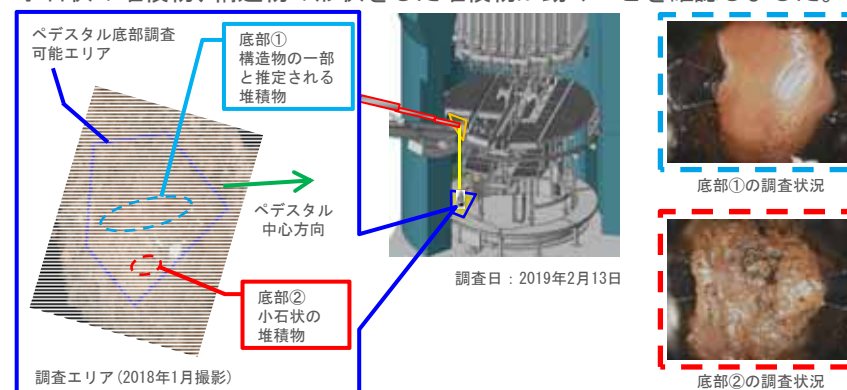 ペデスタル底部調査
可能エリア
底部①
構造物の一部
と推定される
堆積物
ペデスタル
中心方向
底部②
小石状の
堆積物
調査エリア(2018年1月撮影)
調査日：2019年2月13日
底部①の調査状況
底部②の調査状況